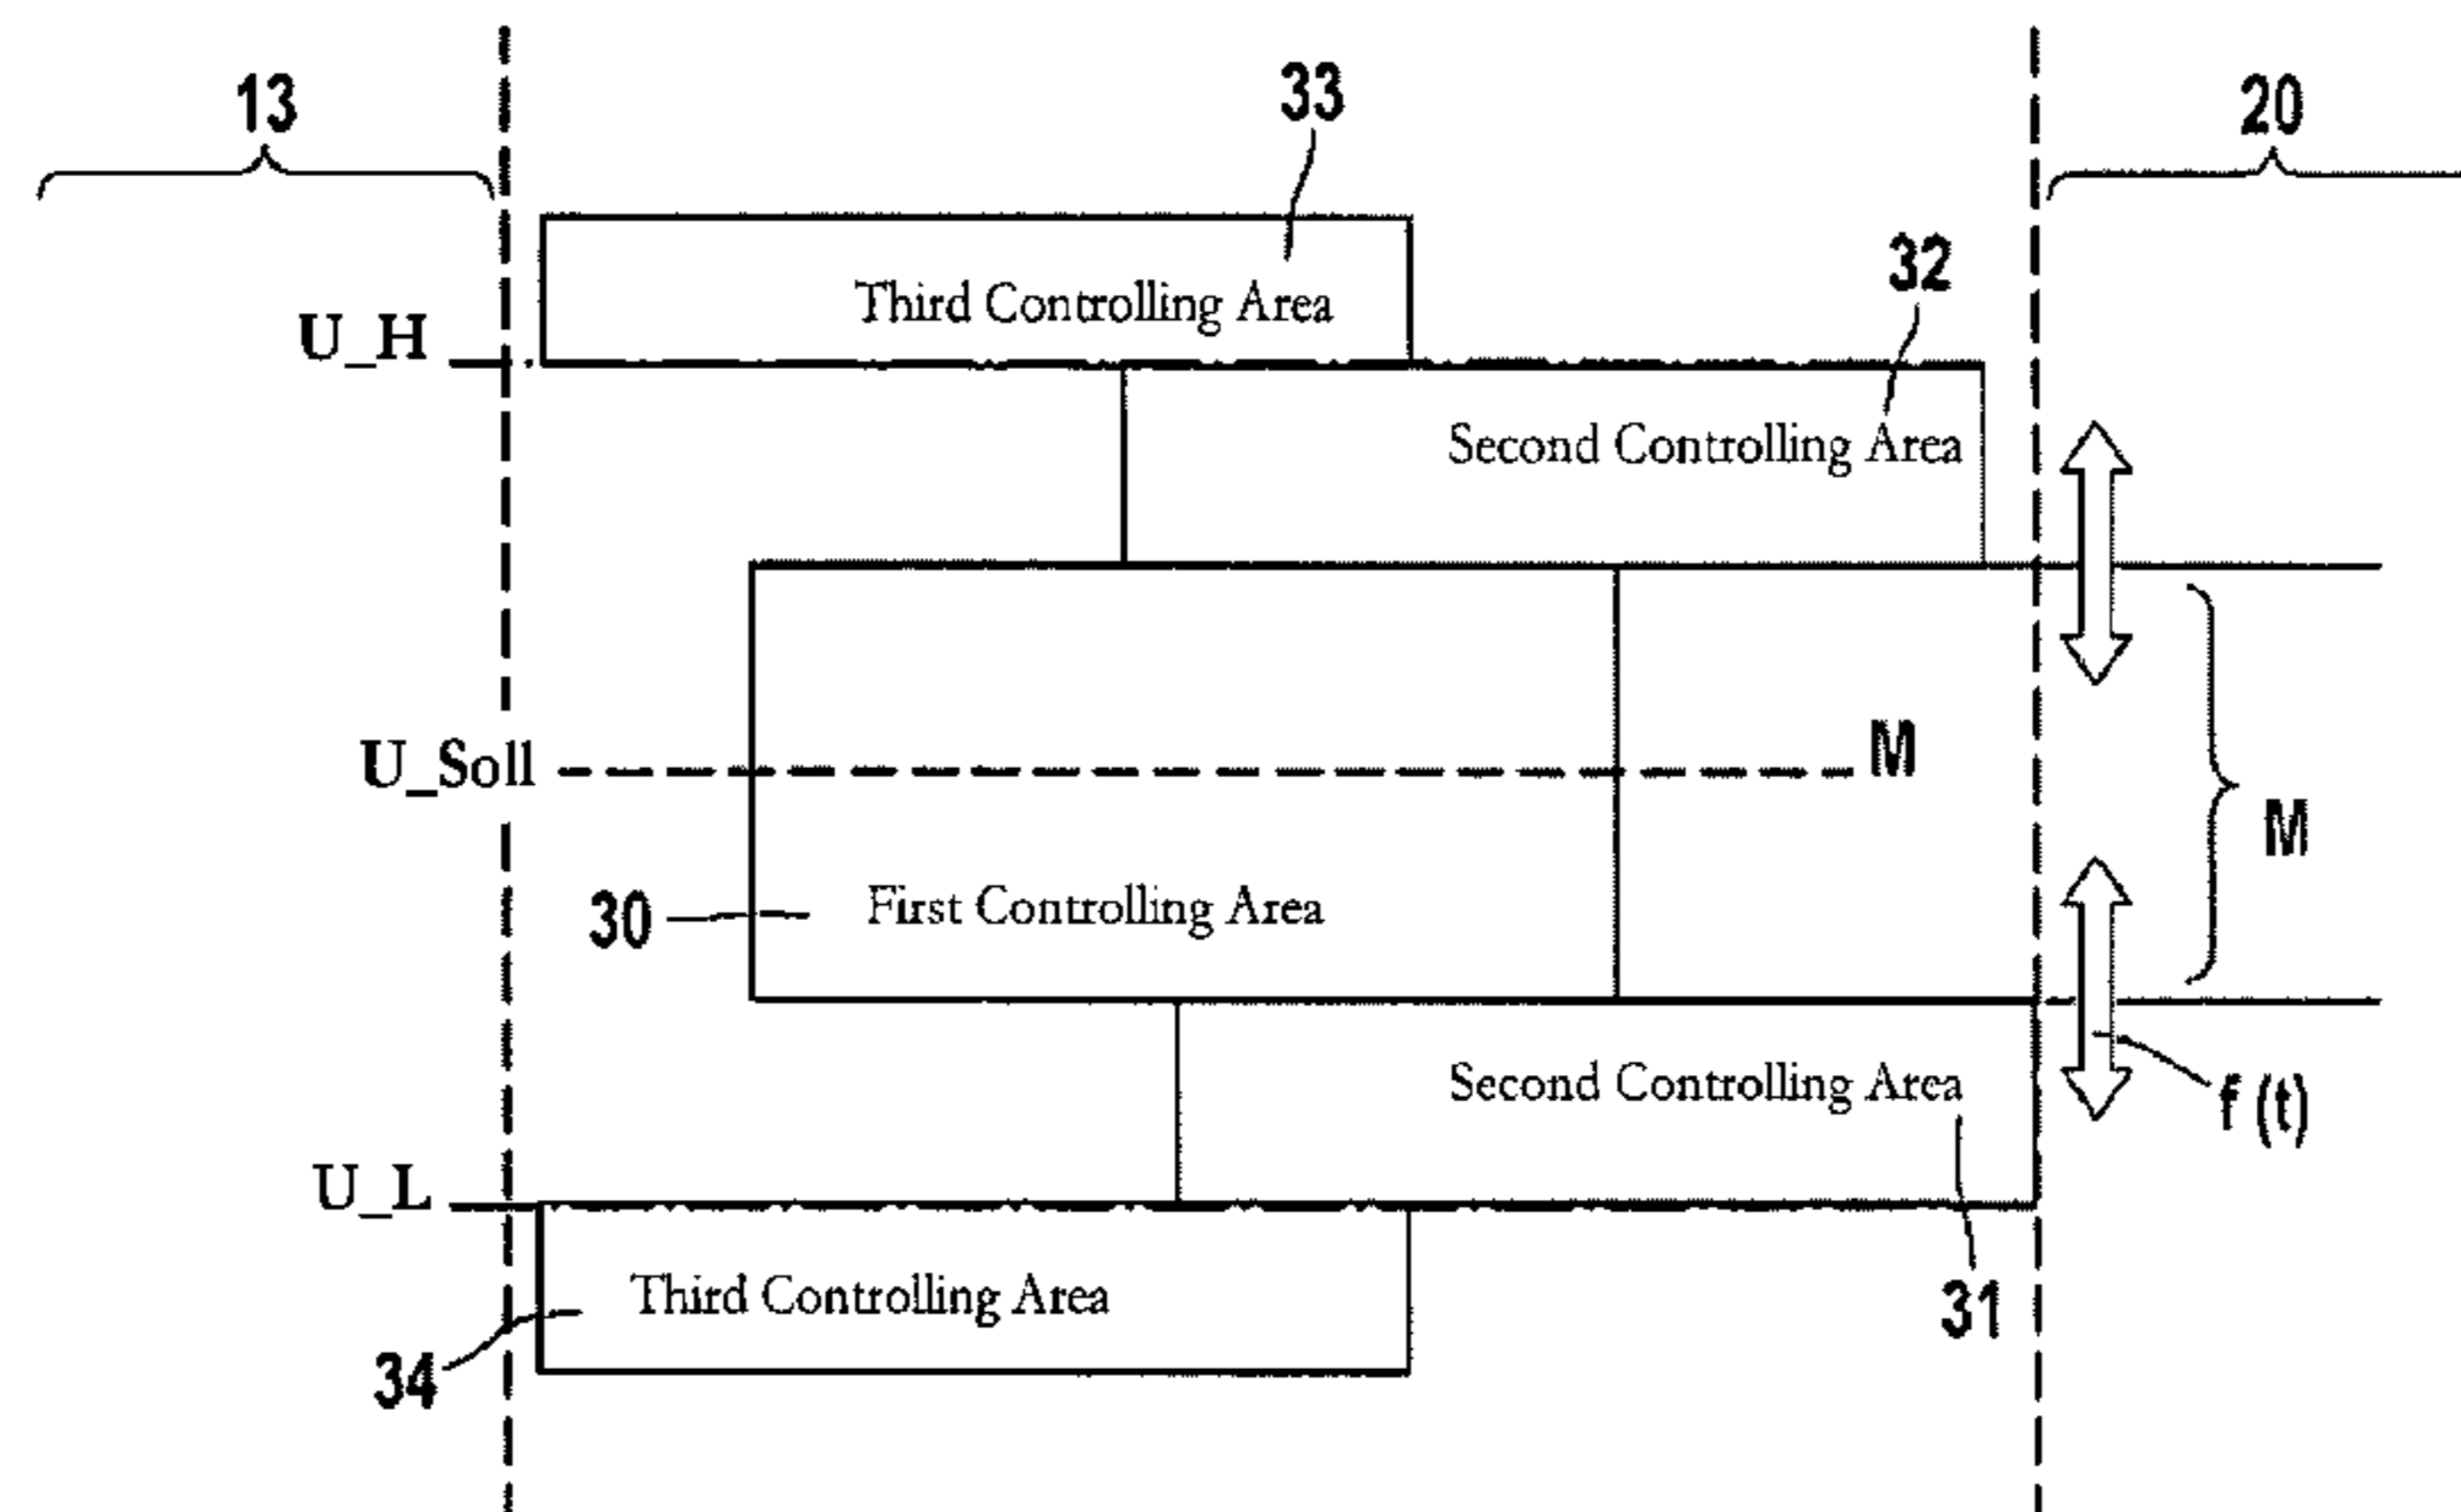 13
33
20
32
Third Controlling Area
U_H
Second Controlling Area
U_Soll
M
M
30
First Controlling Area
Second Controlling Area
f (t)
U_L
Third Controlling Area
31
34